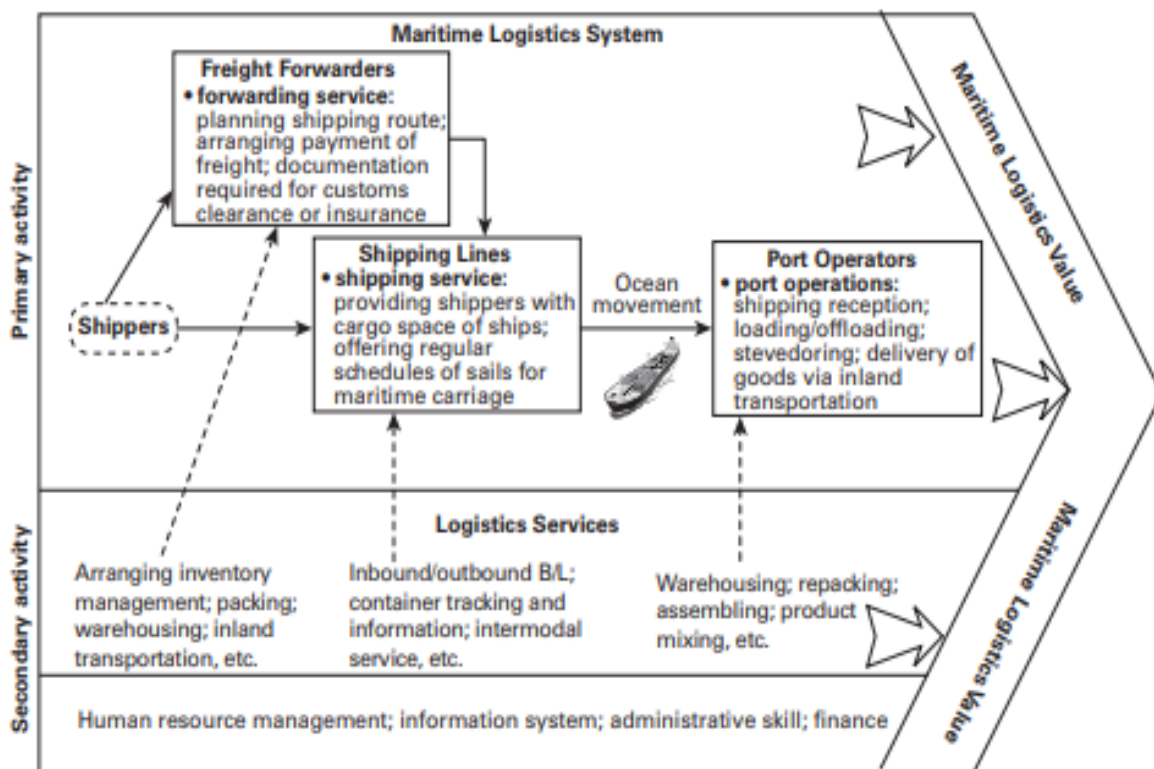 Maritime Logistics System
Freight Forwarders
• forwarding service:
planning shipping route;
arranging payment of
freight; documentation
required for customs
clearance or insurance
Shippers
Shipping Lines
• shipping service:
providing shippers with
cargo space of ships;
offering regular
schedules of sails for
maritime carriage
Ocean
movement
Port Operators
• port operations:
shipping reception;
loading/offloading;
stevedoring; delivery of
goods via inland
transportation
Primary activity
Maritime Logistics Value
Logistics Services
Arranging inventory
management; packing;
warehousing; inland
transportation, etc.
Inbound/outbound B/L;
container tracking and
information; intermodal
service, etc.
Warehousing; repacking;
assembling; product
mixing, etc.
Human resource management; information system; administrative skill; finance
Secondary activity
Maritime Logistics Value